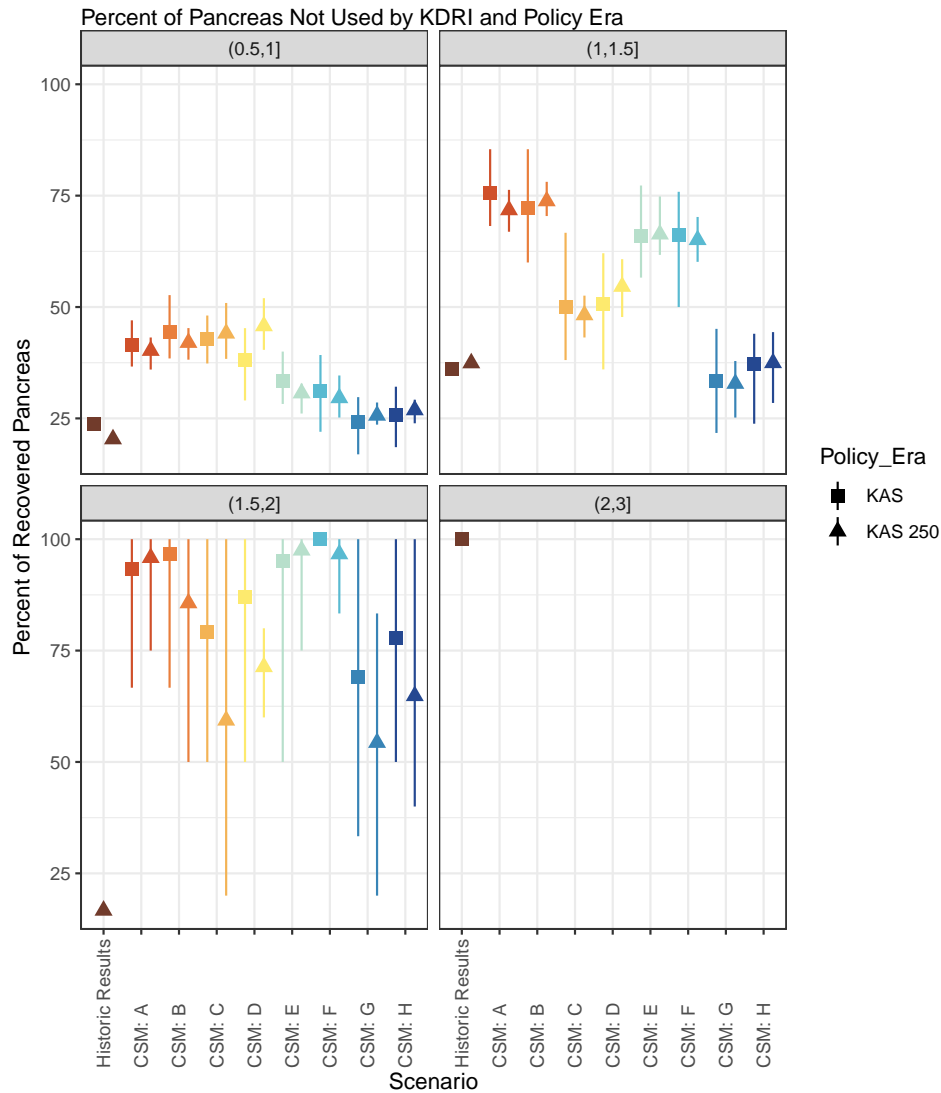 Percent of Pancreas Not Used by KDRI and Policy Era
(0.5,1]
(1,1.5]
100
75
50
25
(1.5,2]
(2,3]
100
75
50
25
Percent of Recovered Pancreas
Historic Results
CSM: A
CSM: B
CSM: C
CSM: D
CSM: E
CSM: F
CSM: G
CSM: H
Historic Results
CSM: A
CSM: B
CSM: C
CSM: D
CSM: E
CSM: F
CSM: G
CSM: H
Scenario
Policy_Era
KAS
KAS 250